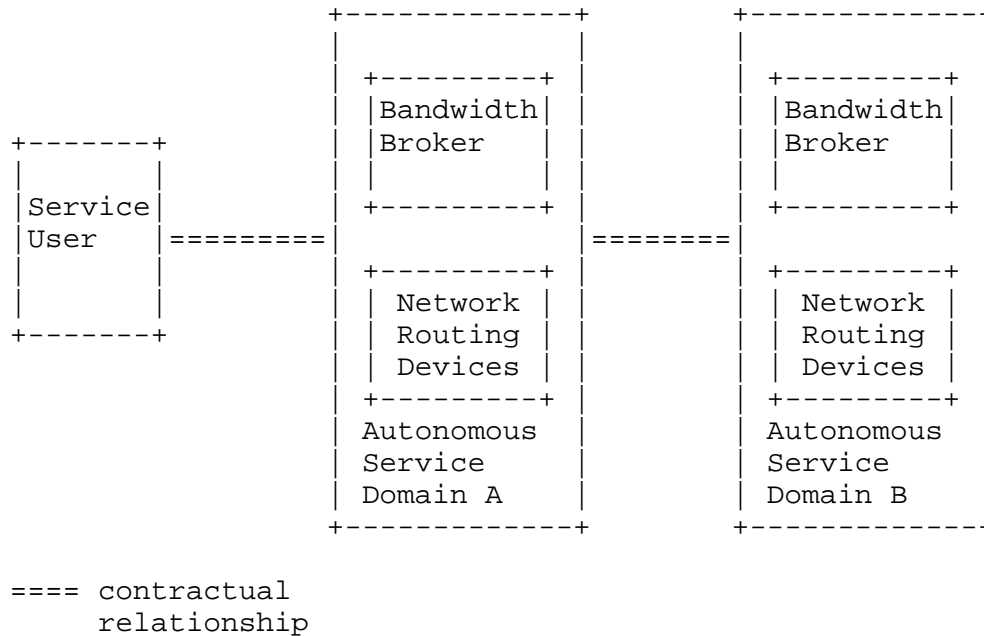 Bandwidth
Broker
Bandwidth
Broker
Service
User
Network
Routing
Devices
Network
Routing
Devices
Autonomous
Service
Domain A
Autonomous
Service
Domain B
==== contractual
relationship